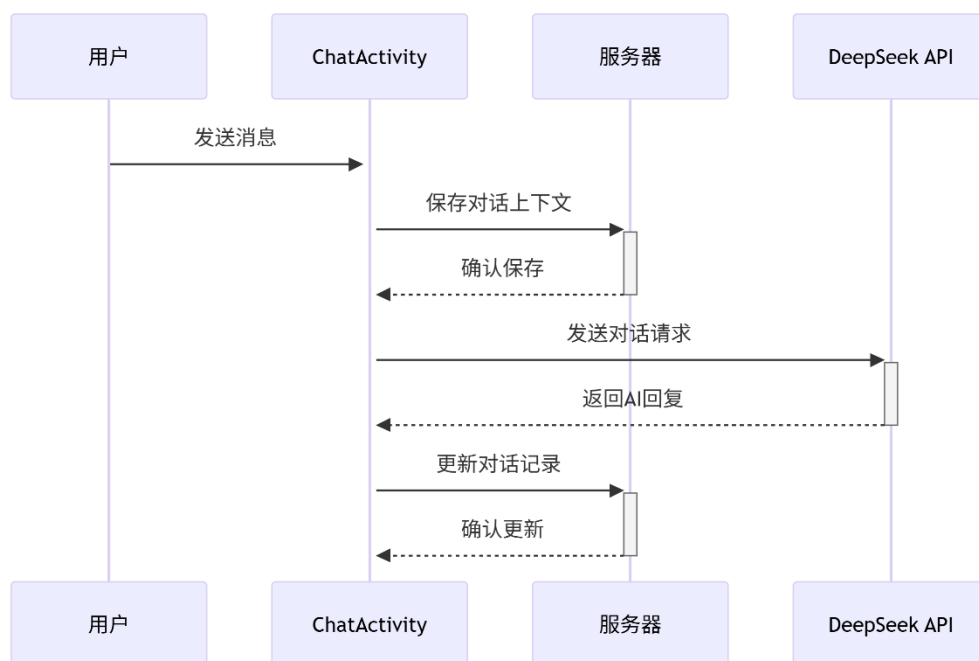 用户 ChatActivity 服务器 DeepSeek API
发送消息
保存对话上下文
确认保存
发送对话请求
返回AI回复
更新对话记录
确认更新
用户 ChatActivity 服务器 DeepSeek API